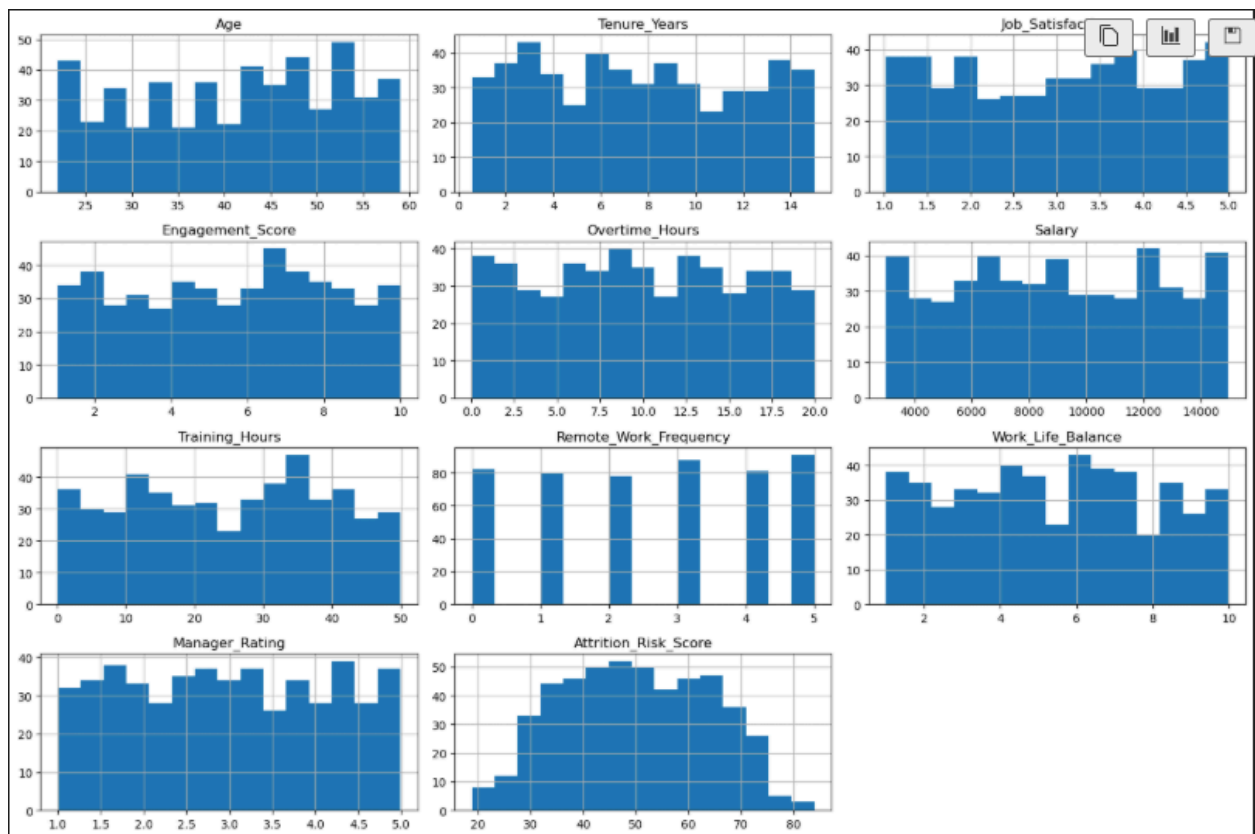 Age Tenure_Years Job_Satisfac
50 40 30 20 10 0
40 30 20 10 0
40 30 20 10 0
25 30 35 40 45 50 55 60
0 2 4 6 8 10 12 14
1.0 1.5 2.0 2.5 3.0 3.5 4.0 4.5 5.0
Engagement_Score Overtime_Hours Salary
40 30 20 10 0
40 30 20 10 0
40 30 20 10 0
2 4 6 8 10
0.0 2.5 5.0 7.5 10.0 12.5 15.0 17.5 20.0
4000 6000 8000 10000 12000 14000
Training_Hours Remote_Work_Frequency Work_Life_Balance
40 30 20 10 0
80 60 40 20 0
40 30 20 10 0
0 10 20 30 40 50
0 1 2 3 4 5
2 4 6 8 10
Manager_Rating Attrition_Risk_Score
40 30 20 10 0
50 40 30 20 10 0
1.0 1.5 2.0 2.5 3.0 3.5 4.0 4.5 5.0
20 30 40 50 60 70 80